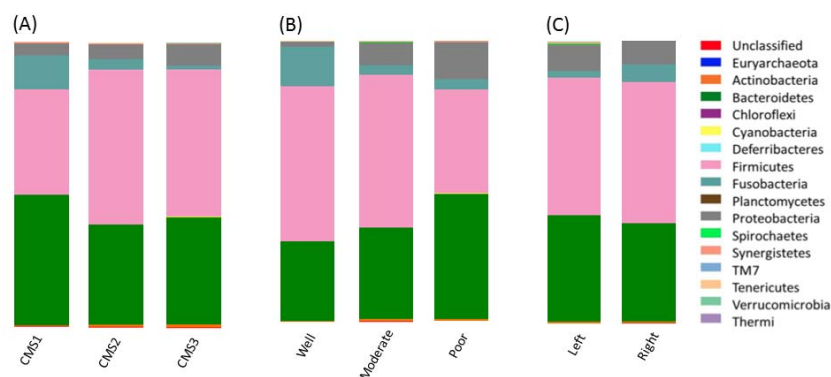 (A)
(B)
(C)
CMS1
CMS2
CMS3
Well
Moderate
Poor
Left
Right
Unclassified
Euryarchaeota
Actinobacteria
Bacteroidetes
Chloroflexi
Cyanobacteria
Deferribacteres
Firmicutes
Fusobacteria
Planctomycetes
Proteobacteria
Spirochaetes
Synergistetes
TM7
Tenericutes
Verrucomicrobia
Thermi